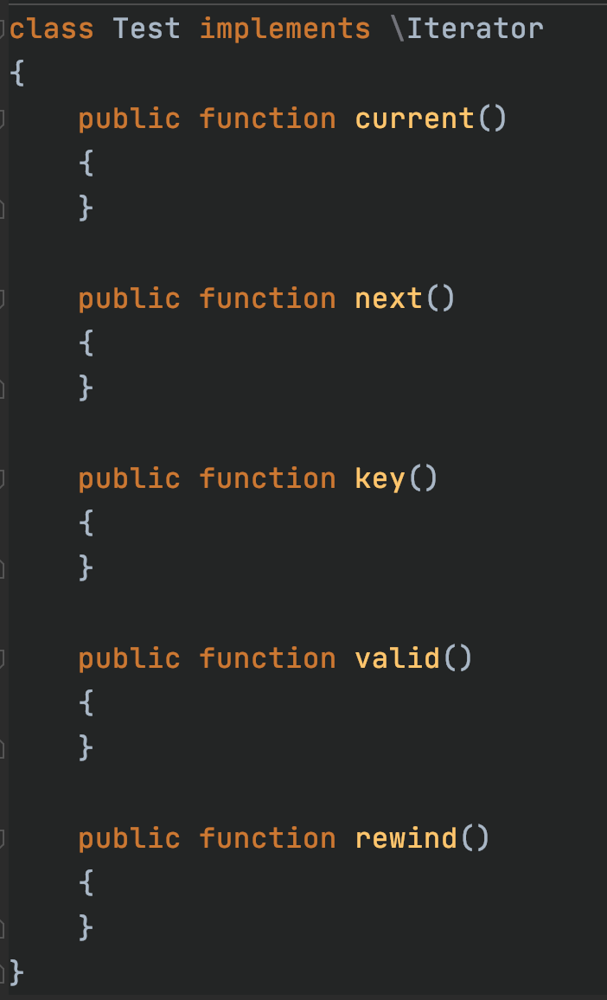 class Test implements \Iterator
{
    public function current()
    {
    }

    public function next()
    {
    }

    public function key()
    {
    }

    public function valid()
    {
    }

    public function rewind()
    {
    }
}